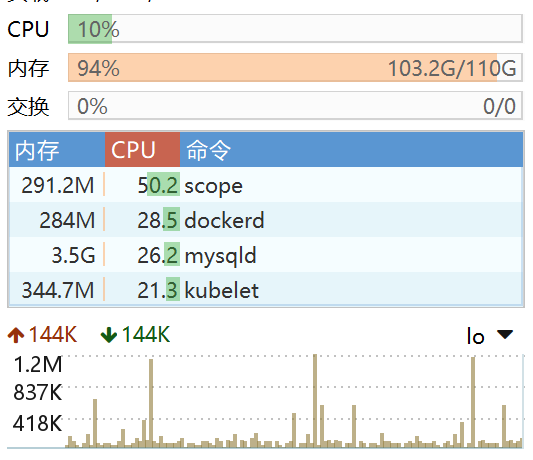 CPU 10%
内存 94% 103.2G/110G
交换 0% 0/0
内存 CPU 命令
291.2M 50.2 scope
284M 28.5 dockerd
3.5G 26.2 mysqld
344.7M 21.3 kubelet
144K 144K lo
1.2M
837K
418K